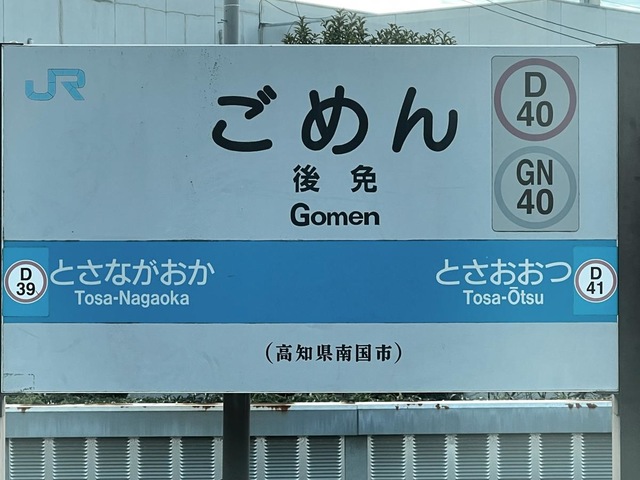 JR
ごめん
後免
Gomen
D
40
GN
40
D
39
とさながおか
Tosa-Nagaoka
とさおおつ
Tosa-Ōtsu
D
41
(高知県南国市)